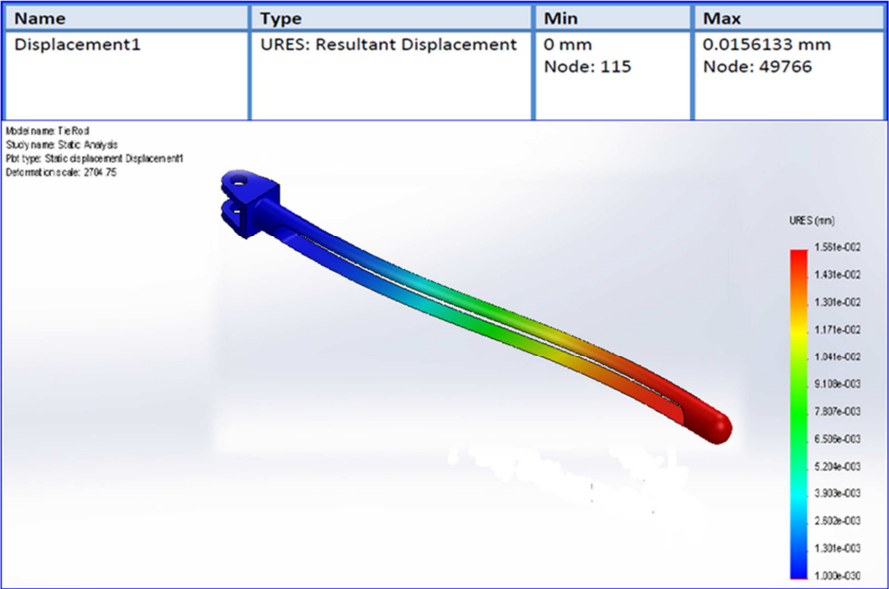 Name Type Min Max
Displacement1 URES: Resultant Displacement 0 mm 0.0156133 mm
Node: 115 Node: 49766
Model name: Tie Rod
Study name: Static Analysis
Plot type: Static displacement Displacement1
Deformation scale: 2704.75
URES (mm)
1.561e-002
1.431e-002
1.301e-002
1.171e-002
1.041e-002
9.108e-003
7.807e-003
6.506e-003
5.204e-003
3.903e-003
2.602e-003
1.301e-003
1.000e-030